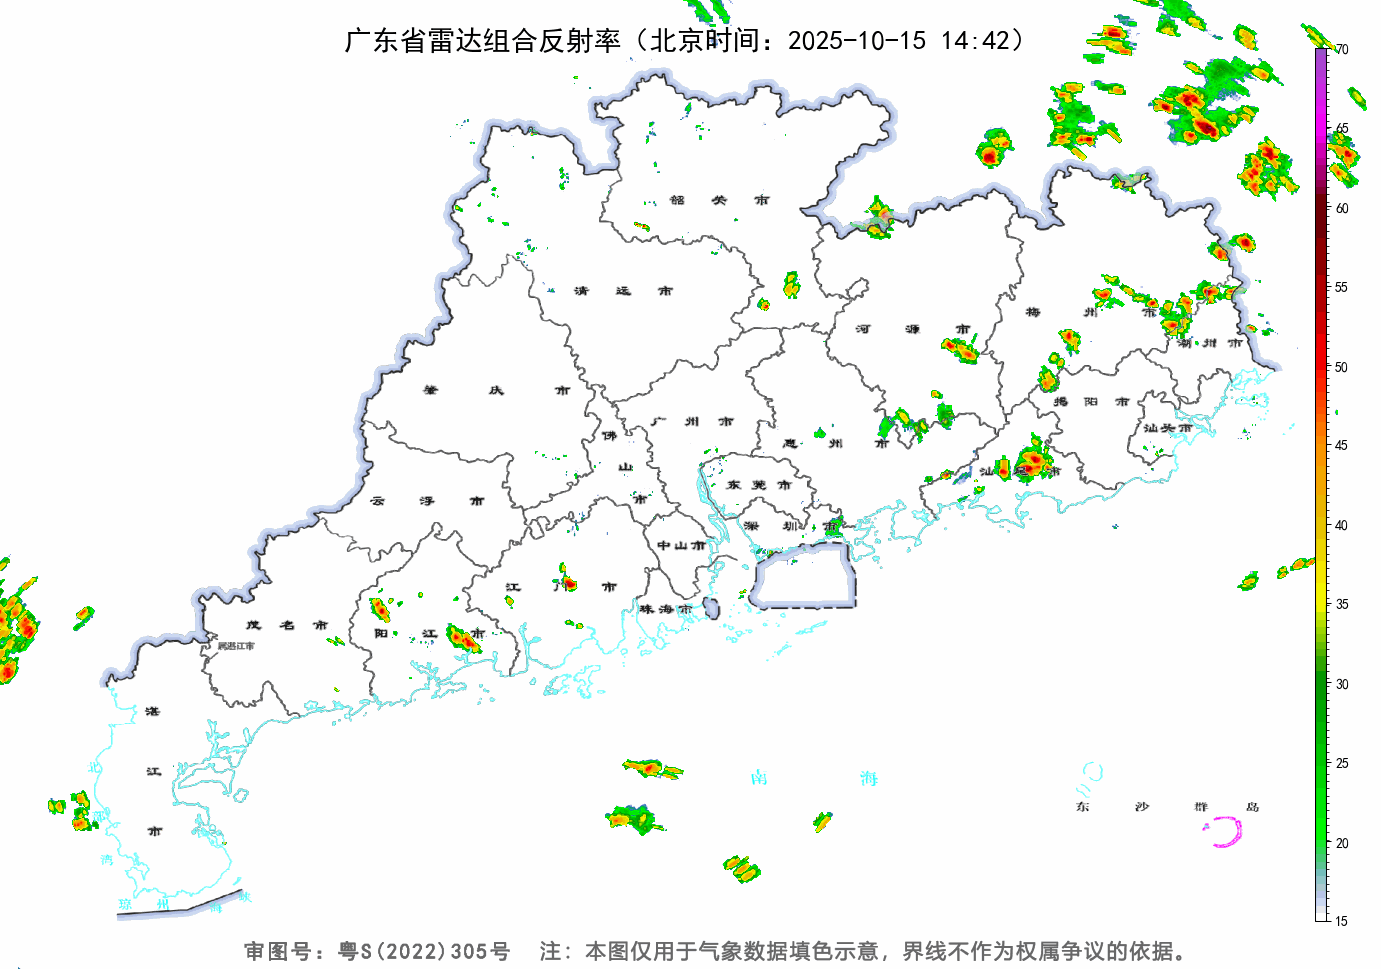 广东省雷达组合反射率（北京时间：2025-10-15 14:42）
70
65
60
55
50
45
40
35
30
25
20
15
韶关市
清远市
河源市
梅州市
潮州市
肇庆市
揭阳市
广州市
佛山市
惠州市
汕头市
汕尾市
东莞市
云浮市
深圳市
中山市
江门市
珠海市
茂名市
阳江市
属湛江市
湛江市
南海
东沙群岛
北部湾
琼州海峡
审图号：粤S(2022)305号 注：本图仅用于气象数据填色示意，界线不作为权属争议的依据。